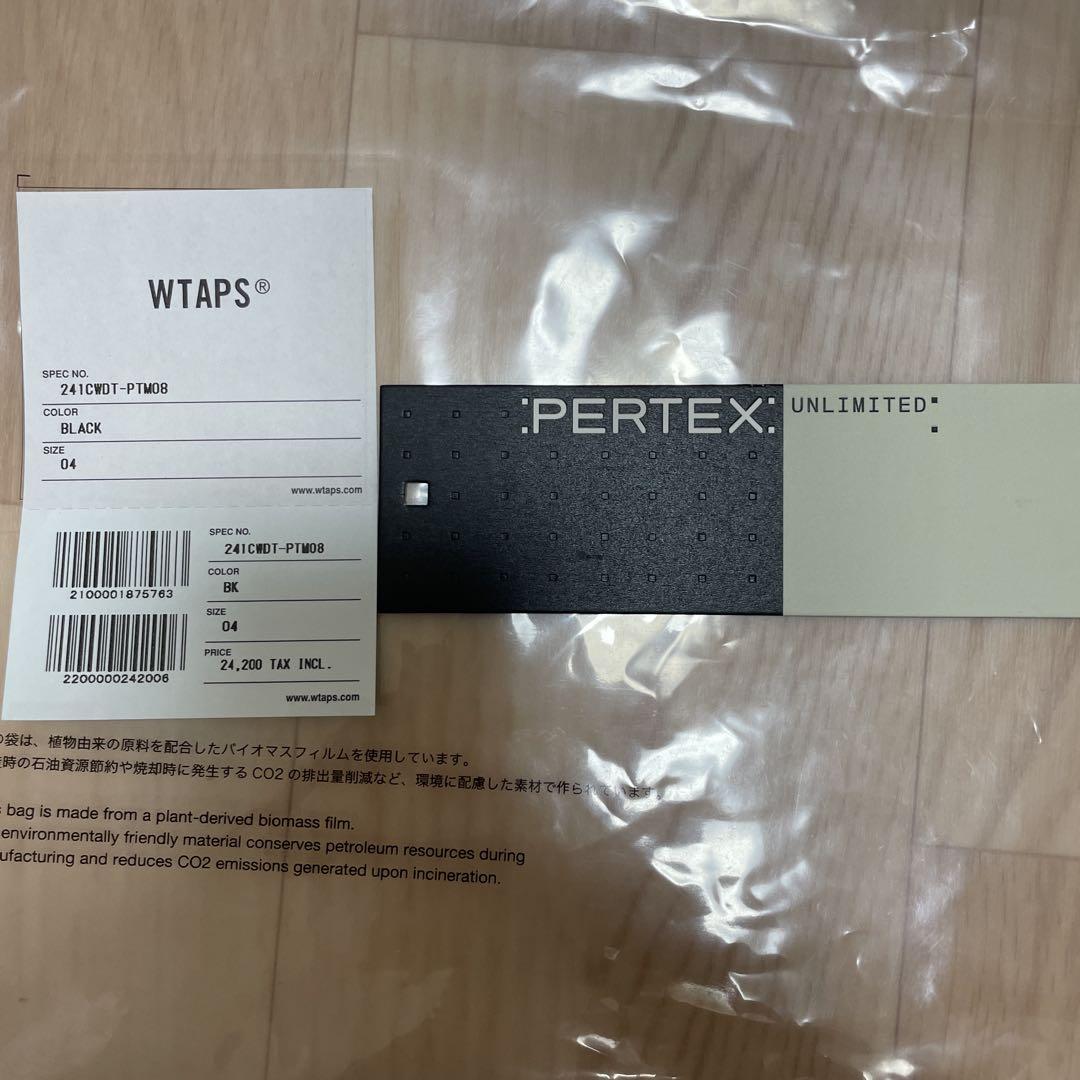 WTAPS®
SPEC NO.
241CWDT-PTM08
COLOR
BLACK
SIZE
04
www.wtaps.com
SPEC NO.
241CWDT-PTM08
COLOR
BK
SIZE
04
PRICE
24,200 TAX INCL.
www.wtaps.com
2100001875763
2200000242006
:PERTEX:
UNLIMITED:
の袋は、植物由来の原料を配合したバイオマスフィルムを使用しています。
時の石油資源節約や焼却時に発生するCO2の排出量削減など、環境に配慮した素材で作られています。
bag is made from a plant-derived biomass film.
environmentally friendly material conserves petroleum resources during
ufacturing and reduces CO2 emissions generated upon incineration.